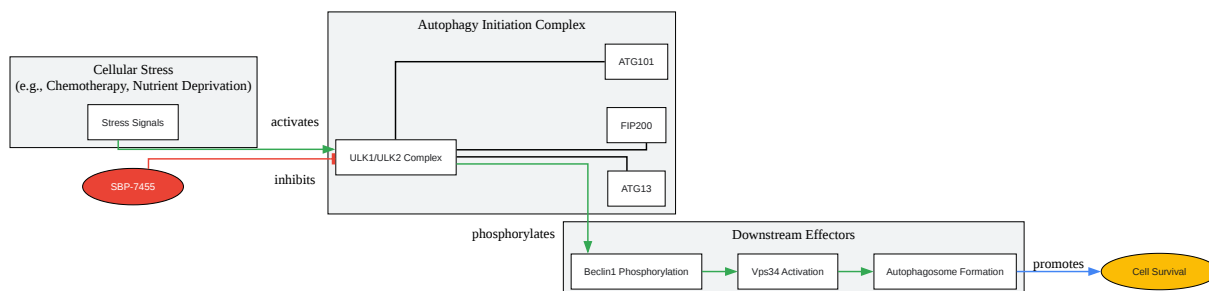 Autophagy Initiation Complex
ATG101
Cellular Stress
(e.g., Chemotherapy, Nutrient Deprivation)
Stress Signals
activates
FIP200
ULK1/ULK2 Complex
inhibits
SBP-7455
ATG13
phosphorylates
Downstream Effectors
Beclin1 Phosphorylation
Vps34 Activation
Autophagosome Formation
promotes
Cell Survival